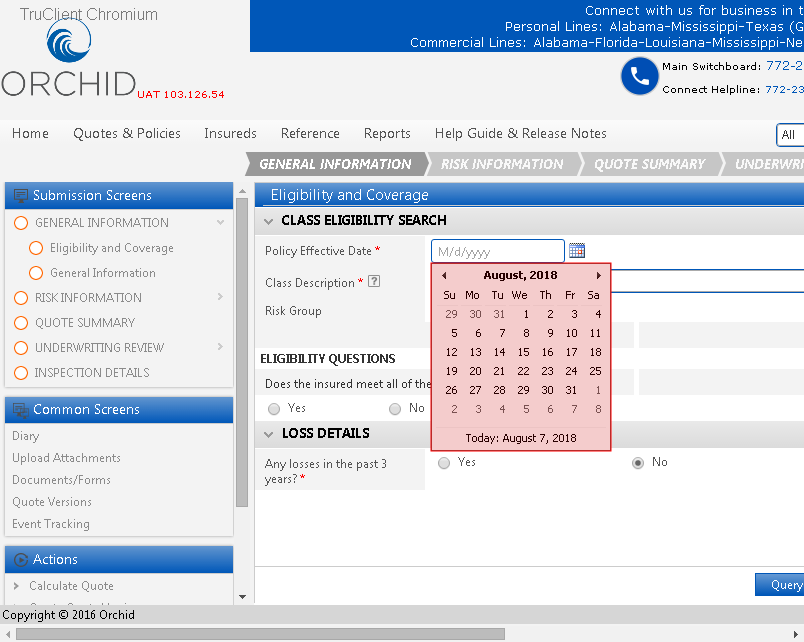 TruClient Chromium
ORCHID
UAT 103.126.54
Connect with us for business in t
Personal Lines: Alabama-Mississippi-Texas (G
Commercial Lines: Alabama-Florida-Louisiana-Mississippi-Ne
Main Switchboard: 772-2
Connect Helpline: 772-23
Home Quotes & Policies Insureds Reference Reports Help Guide & Release Notes All
GENERAL INFORMATION RISK INFORMATION QUOTE SUMMARY UNDERWRI
Submission Screens
GENERAL INFORMATION
Eligibility and Coverage
General Information
RISK INFORMATION
QUOTE SUMMARY
UNDERWRITING REVIEW
INSPECTION DETAILS
Common Screens
Diary
Upload Attachments
Documents/Forms
Quote Versions
Event Tracking
Actions
Calculate Quote
Eligibility and Coverage
CLASS ELIGIBILITY SEARCH
Policy Effective Date * M/d/yyyy
Class Description * ?
Risk Group
August, 2018
Su Mo Tu We Th Fr Sa
29 30 31 1 2 3 4
5 6 7 8 9 10 11
12 13 14 15 16 17 18
19 20 21 22 23 24 25
26 27 28 29 30 31 1
2 3 4 5 6 7 8
Today: August 7, 2018
ELIGIBILITY QUESTIONS
Does the insured meet all of the
Yes No
LOSS DETAILS
Any losses in the past 3
years? *
Yes No
Query
Copyright © 2016 Orchid